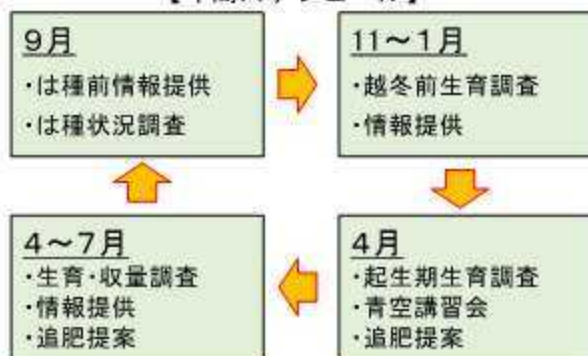 9月
・は種前情報提供
・は種状況調査
11～1月
・越冬前生育調査
・情報提供
4月
・起生期生育調査
・青空講習会
・追肥提案
4～7月
・生育・収量調査
・情報提供
・追肥提案